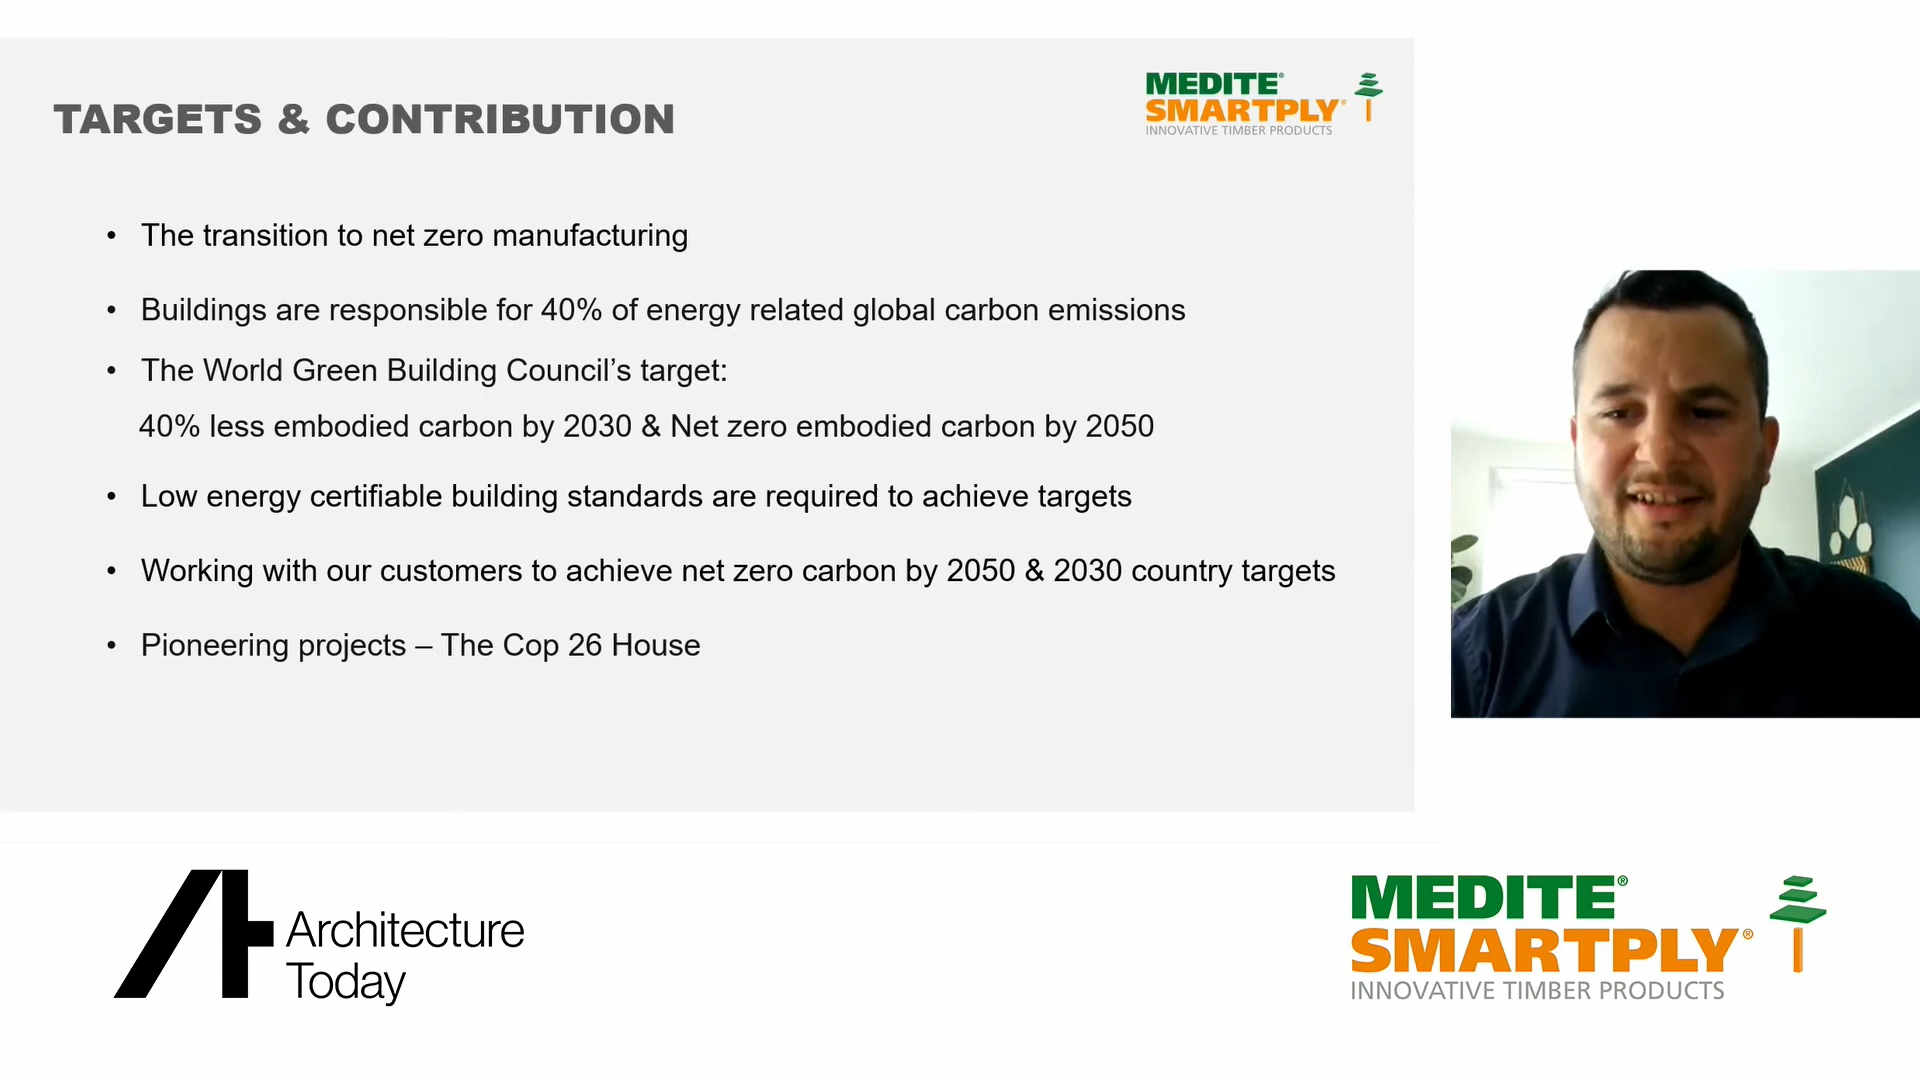 TARGETS & CONTRIBUTION
MEDITE®
SMARTPLY®
INNOVATIVE TIMBER PRODUCTS
• The transition to net zero manufacturing
• Buildings are responsible for 40% of energy related global carbon emissions
• The World Green Building Council’s target:
40% less embodied carbon by 2030 & Net zero embodied carbon by 2050
• Low energy certifiable building standards are required to achieve targets
• Working with our customers to achieve net zero carbon by 2050 & 2030 country targets
• Pioneering projects – The Cop 26 House
Architecture
Today
MEDITE®
SMARTPLY®
INNOVATIVE TIMBER PRODUCTS